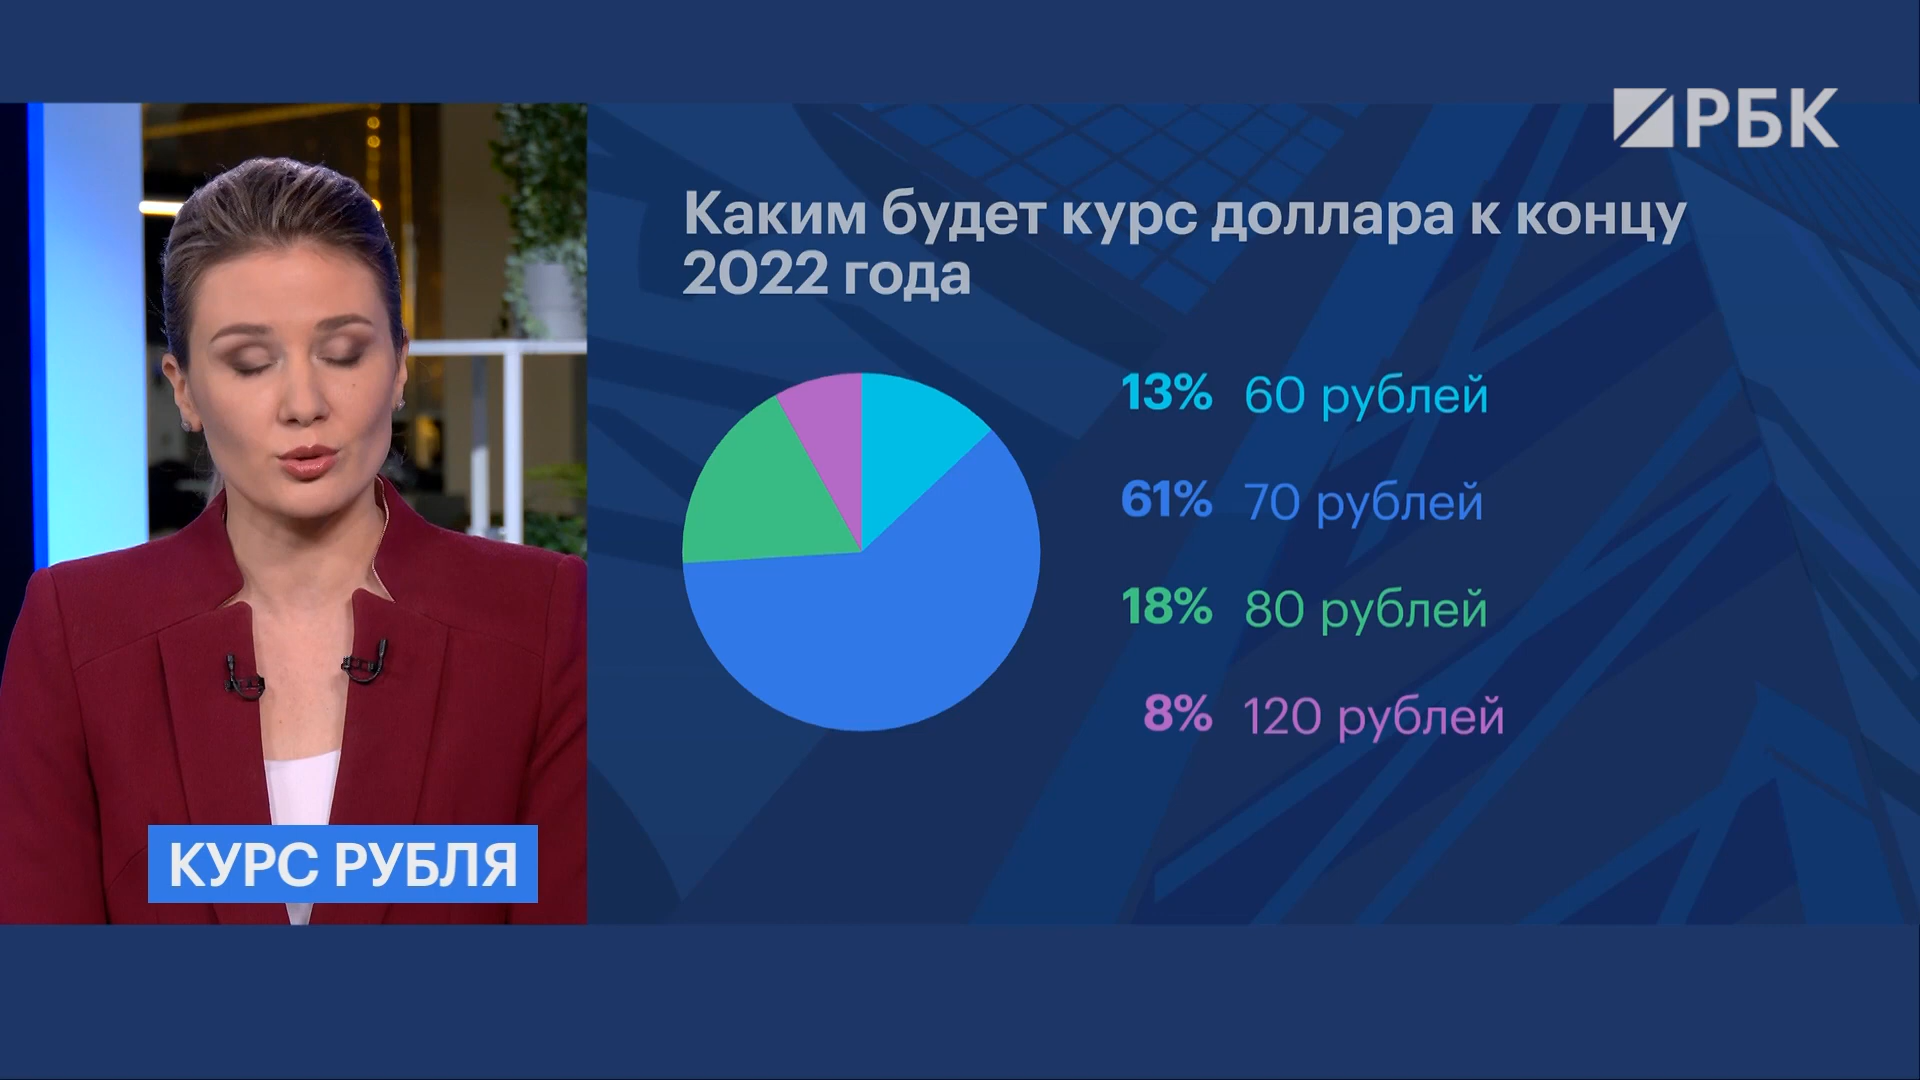 РБК
Каким будет курс доллара к концу
2022 года
13% 60 рублей
61% 70 рублей
18% 80 рублей
8% 120 рублей
КУРС РУБЛЯ